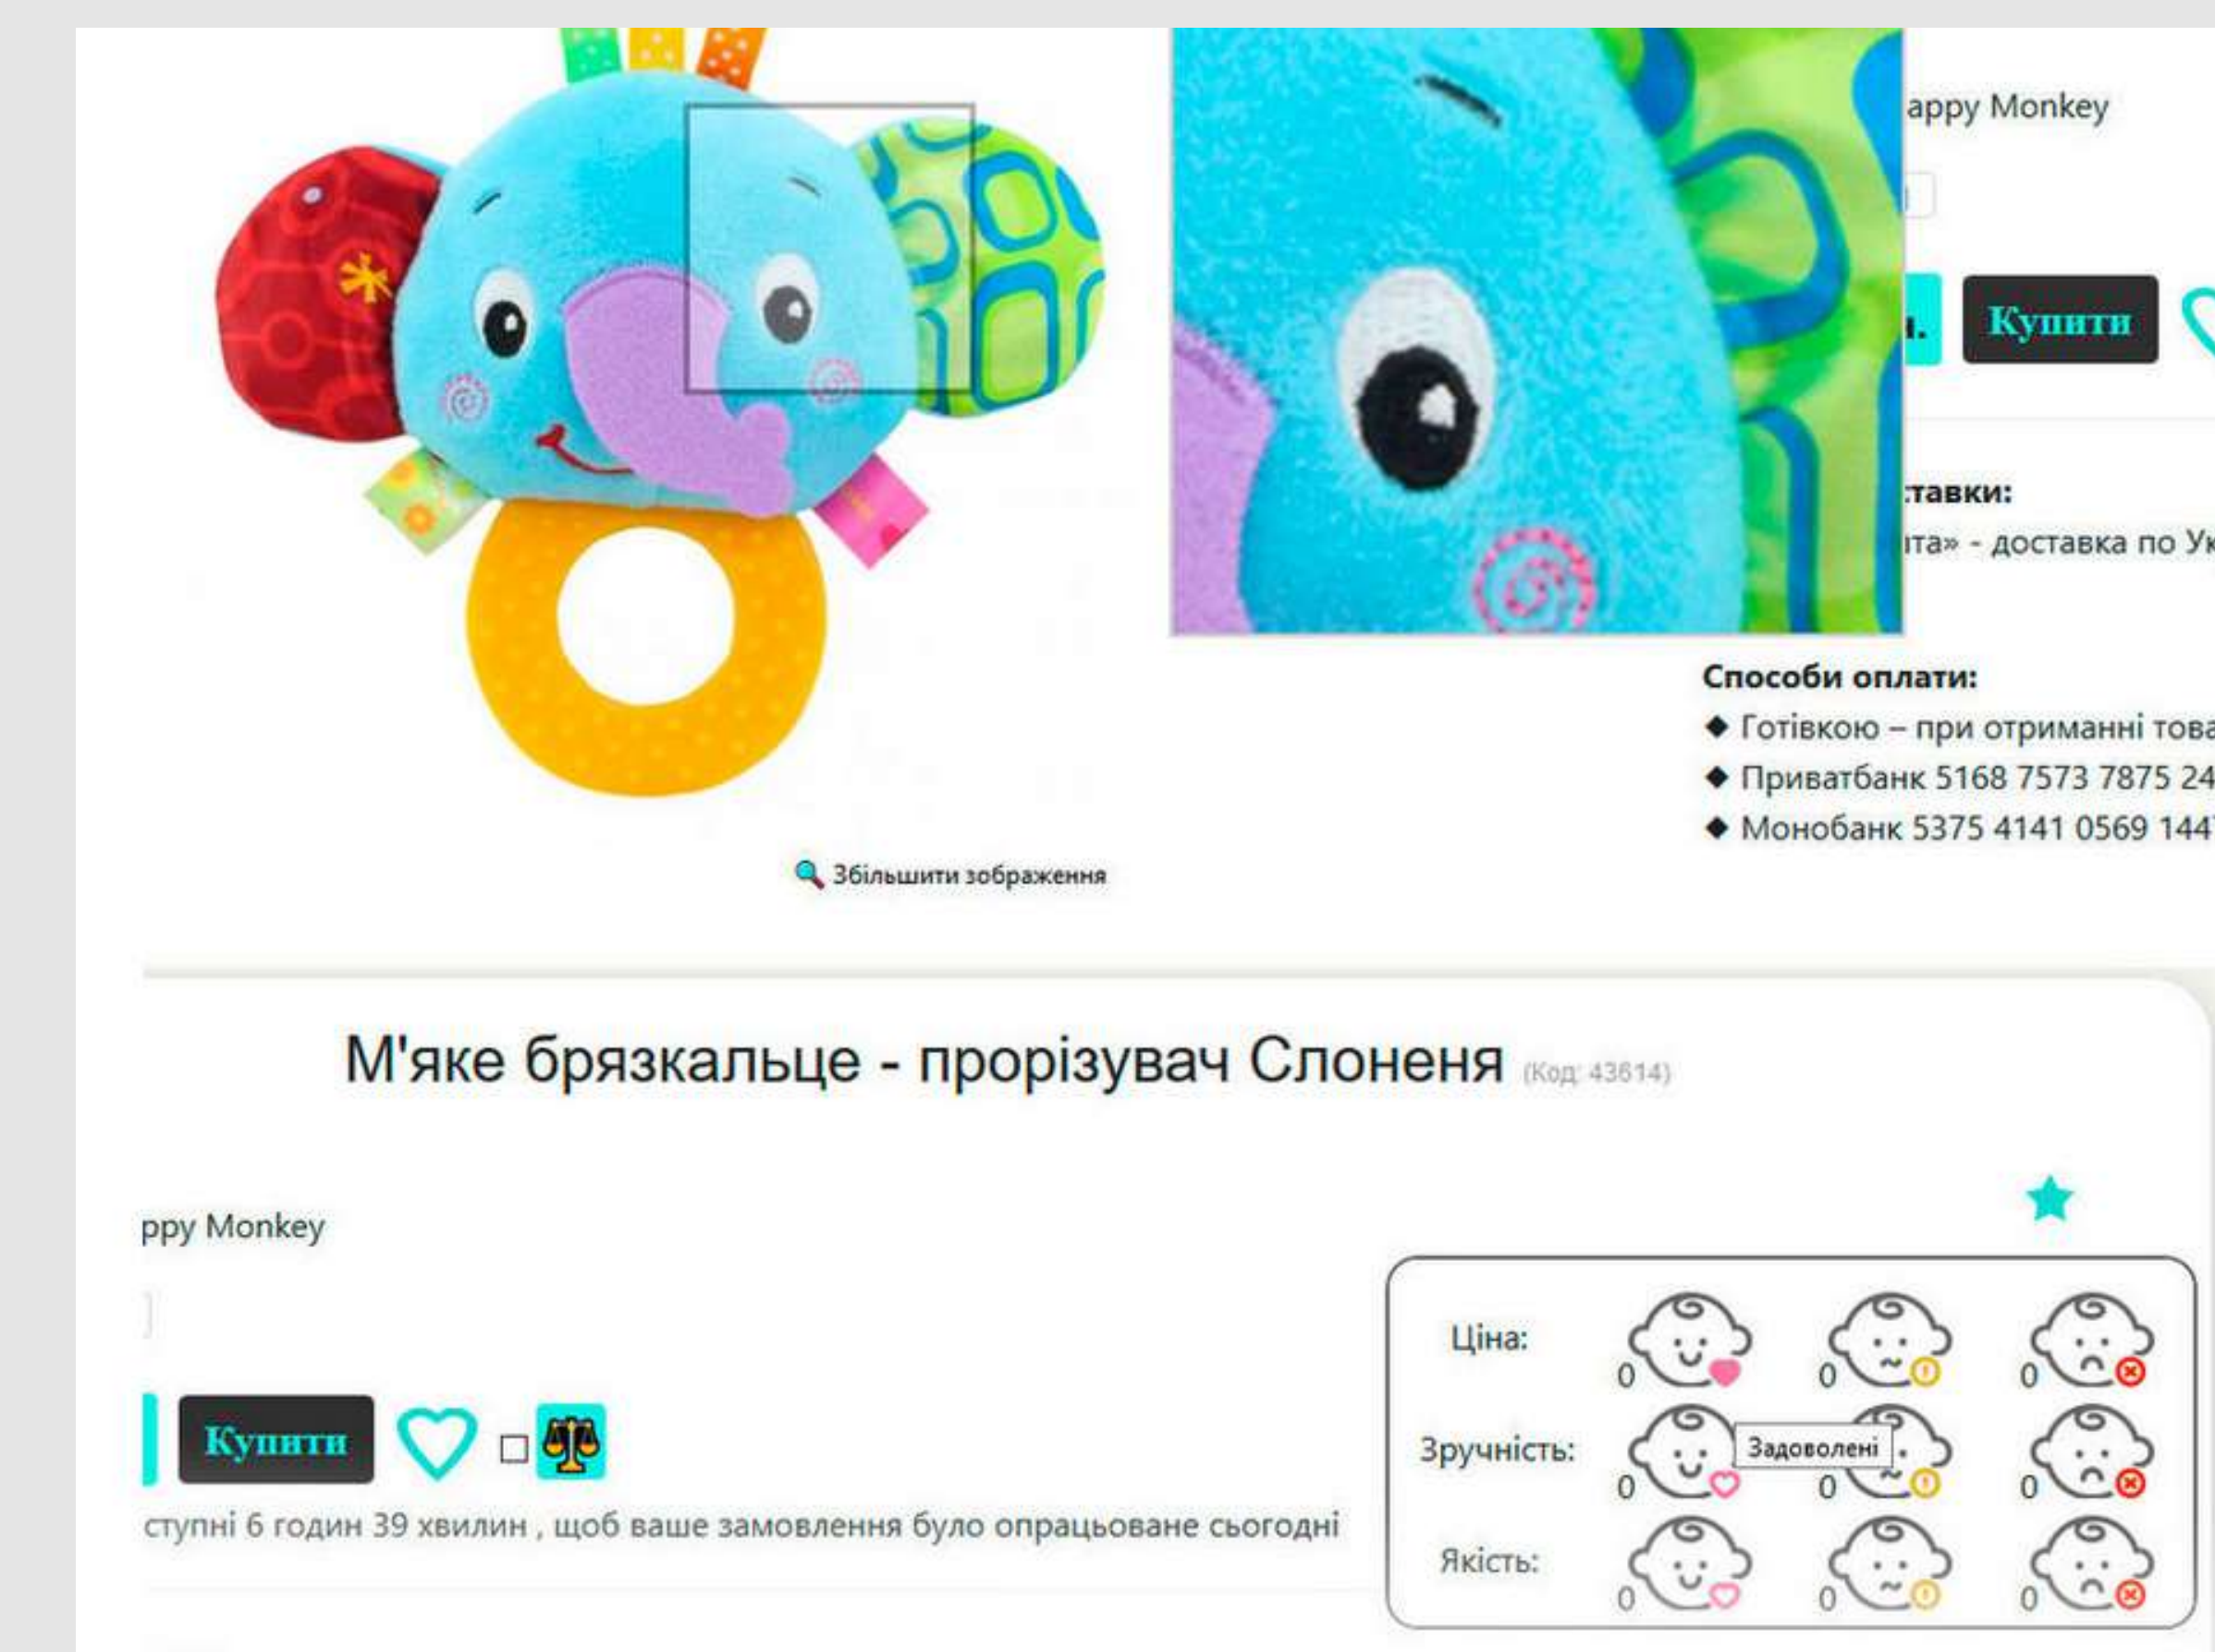 appy Monkey
Купити
ставки:
та» - доставка по Ук
Способи оплати:
◆ Готівкою – при отриманні това
◆ Приватбанк 5168 7573 7875 24
◆ Монобанк 5375 4141 0569 144
Збільшити зображення
М'яке брязкальце - прорізувач Слоненя (Код: 43614)
ppy Monkey
Купити
ступні 6 годин 39 хвилин , щоб ваше замовлення було опрацьоване сьогодні
Ціна: 0 0 0
Зручність: 0 Задоволені 0 0
Якість: 0 0 0